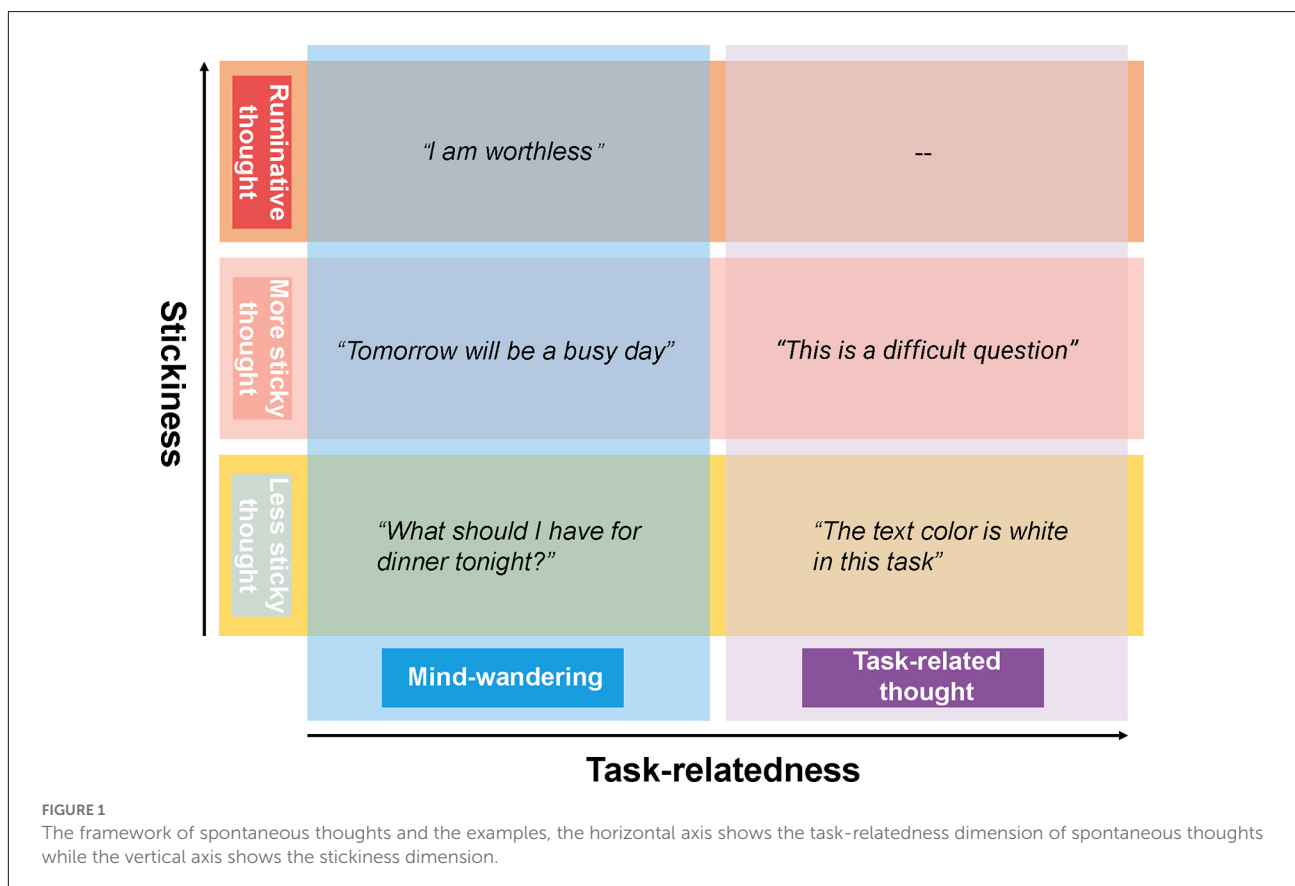 Stickiness
Ruminative
thought
“I am worthless”
--
More sticky
thought
“Tomorrow will be a busy day”
“This is a difficult question”
Less sticky
thought
“What should I have for
dinner tonight?”
“The text color is white
in this task”
Mind-wandering
Task-related
thought
Task-relatedness
FIGURE 1
The framework of spontaneous thoughts and the examples, the horizontal axis shows the task-relatedness dimension of spontaneous thoughts
while the vertical axis shows the stickiness dimension.